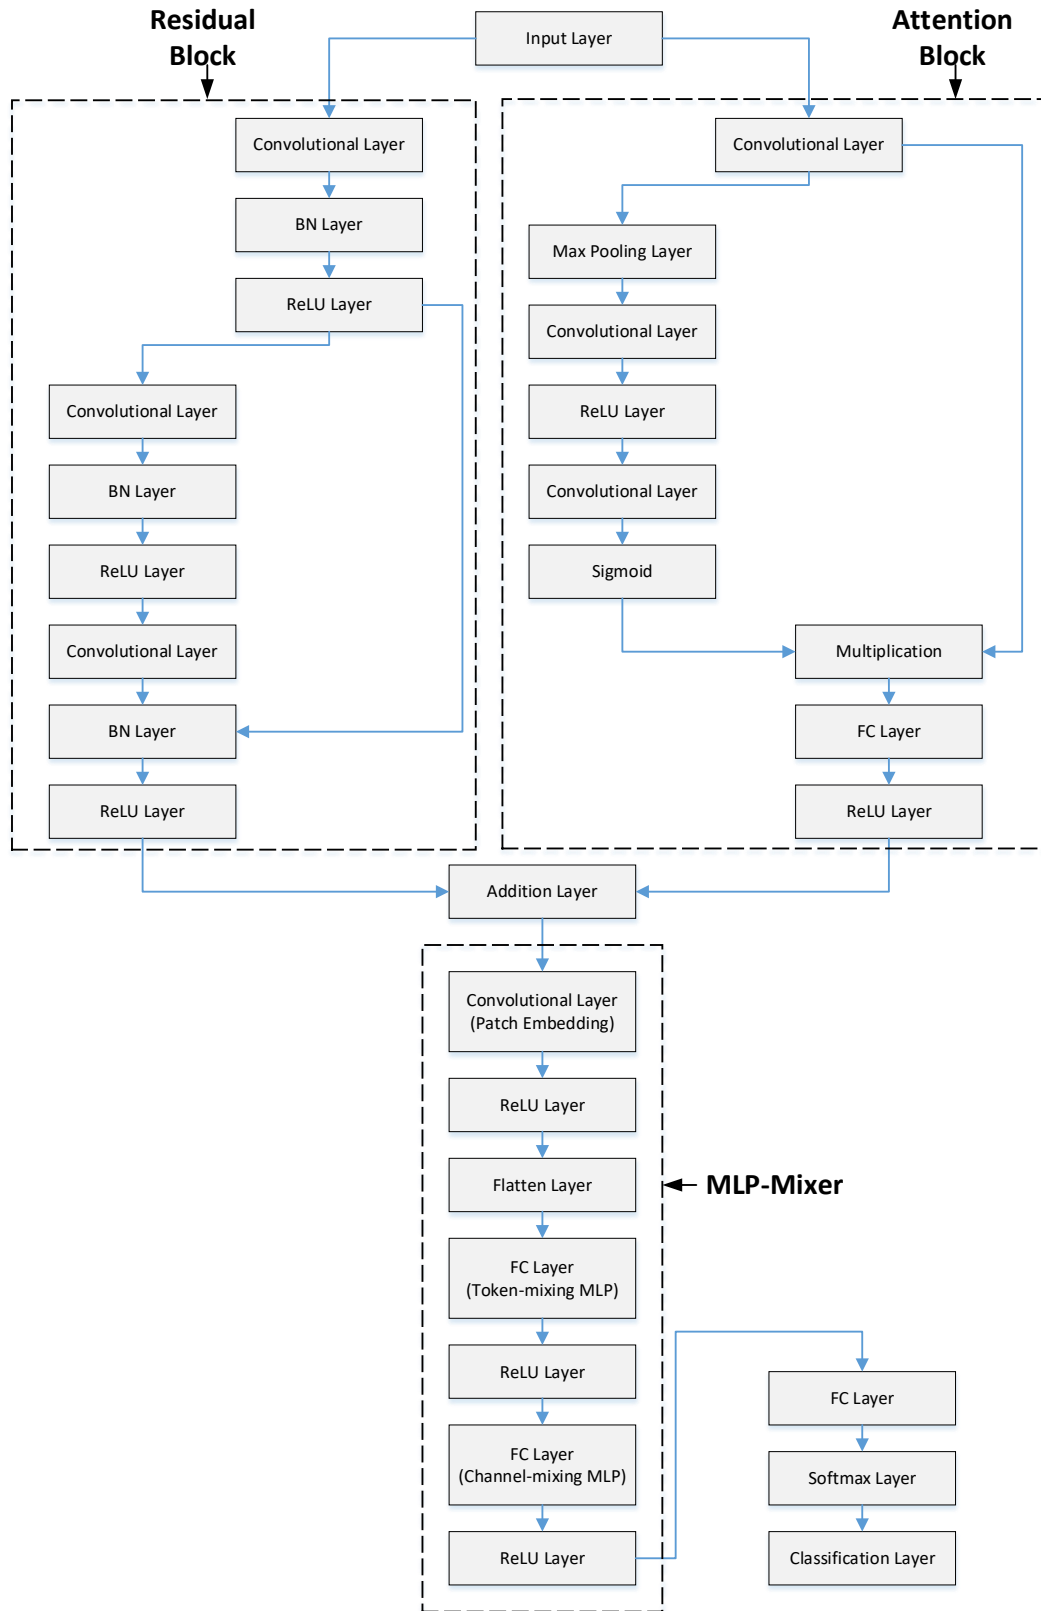 Residual
Block
Input Layer
Attention
Block
Convolutional Layer
BN Layer
ReLU Layer
Convolutional Layer
BN Layer
ReLU Layer
Convolutional Layer
BN Layer
ReLU Layer
Convolutional Layer
Max Pooling Layer
Convolutional Layer
ReLU Layer
Convolutional Layer
Sigmoid
Multiplication
FC Layer
ReLU Layer
Addition Layer
Convolutional Layer
(Patch Embedding)
ReLU Layer
Flatten Layer
MLP-Mixer
FC Layer
(Token-mixing MLP)
ReLU Layer
FC Layer
(Channel-mixing MLP)
ReLU Layer
FC Layer
Softmax Layer
Classification Layer